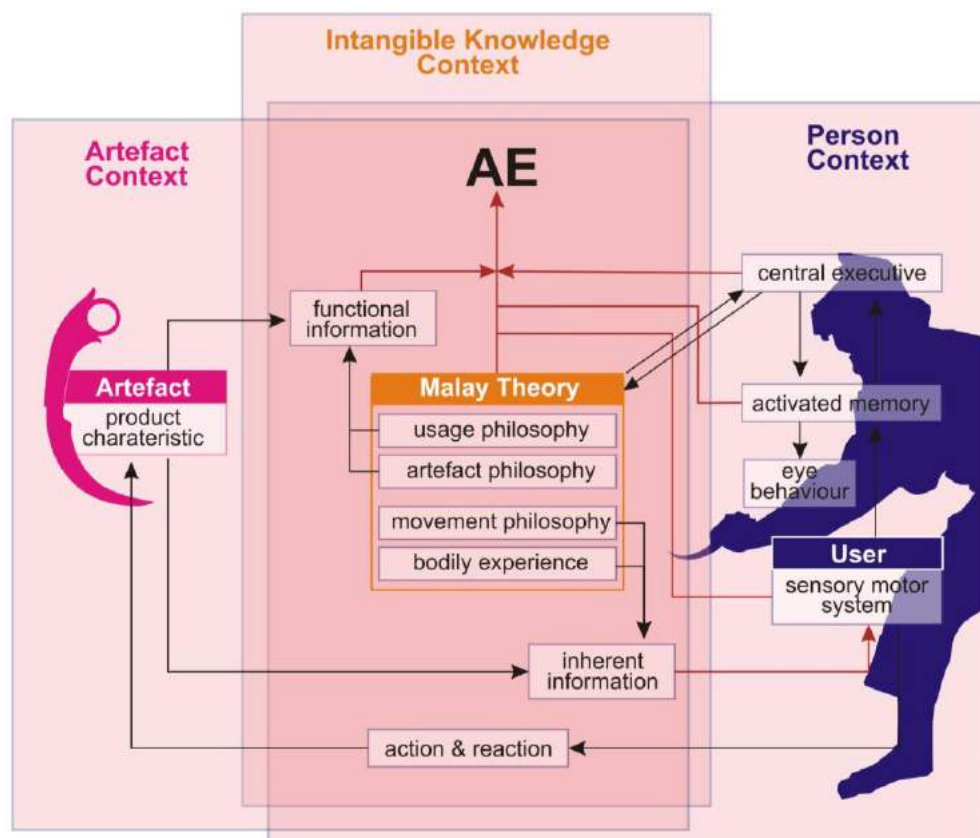 Intangible Knowledge
Context
Artefact
Context
Person
Context
AE
central executive
functional
information
Artefact
product charateristic
Malay Theory
usage philosophy
artefact philosophy
movement philosophy
bodily experience
activated memory
eye
behaviour
User
sensory motor
system
inherent
information
action & reaction